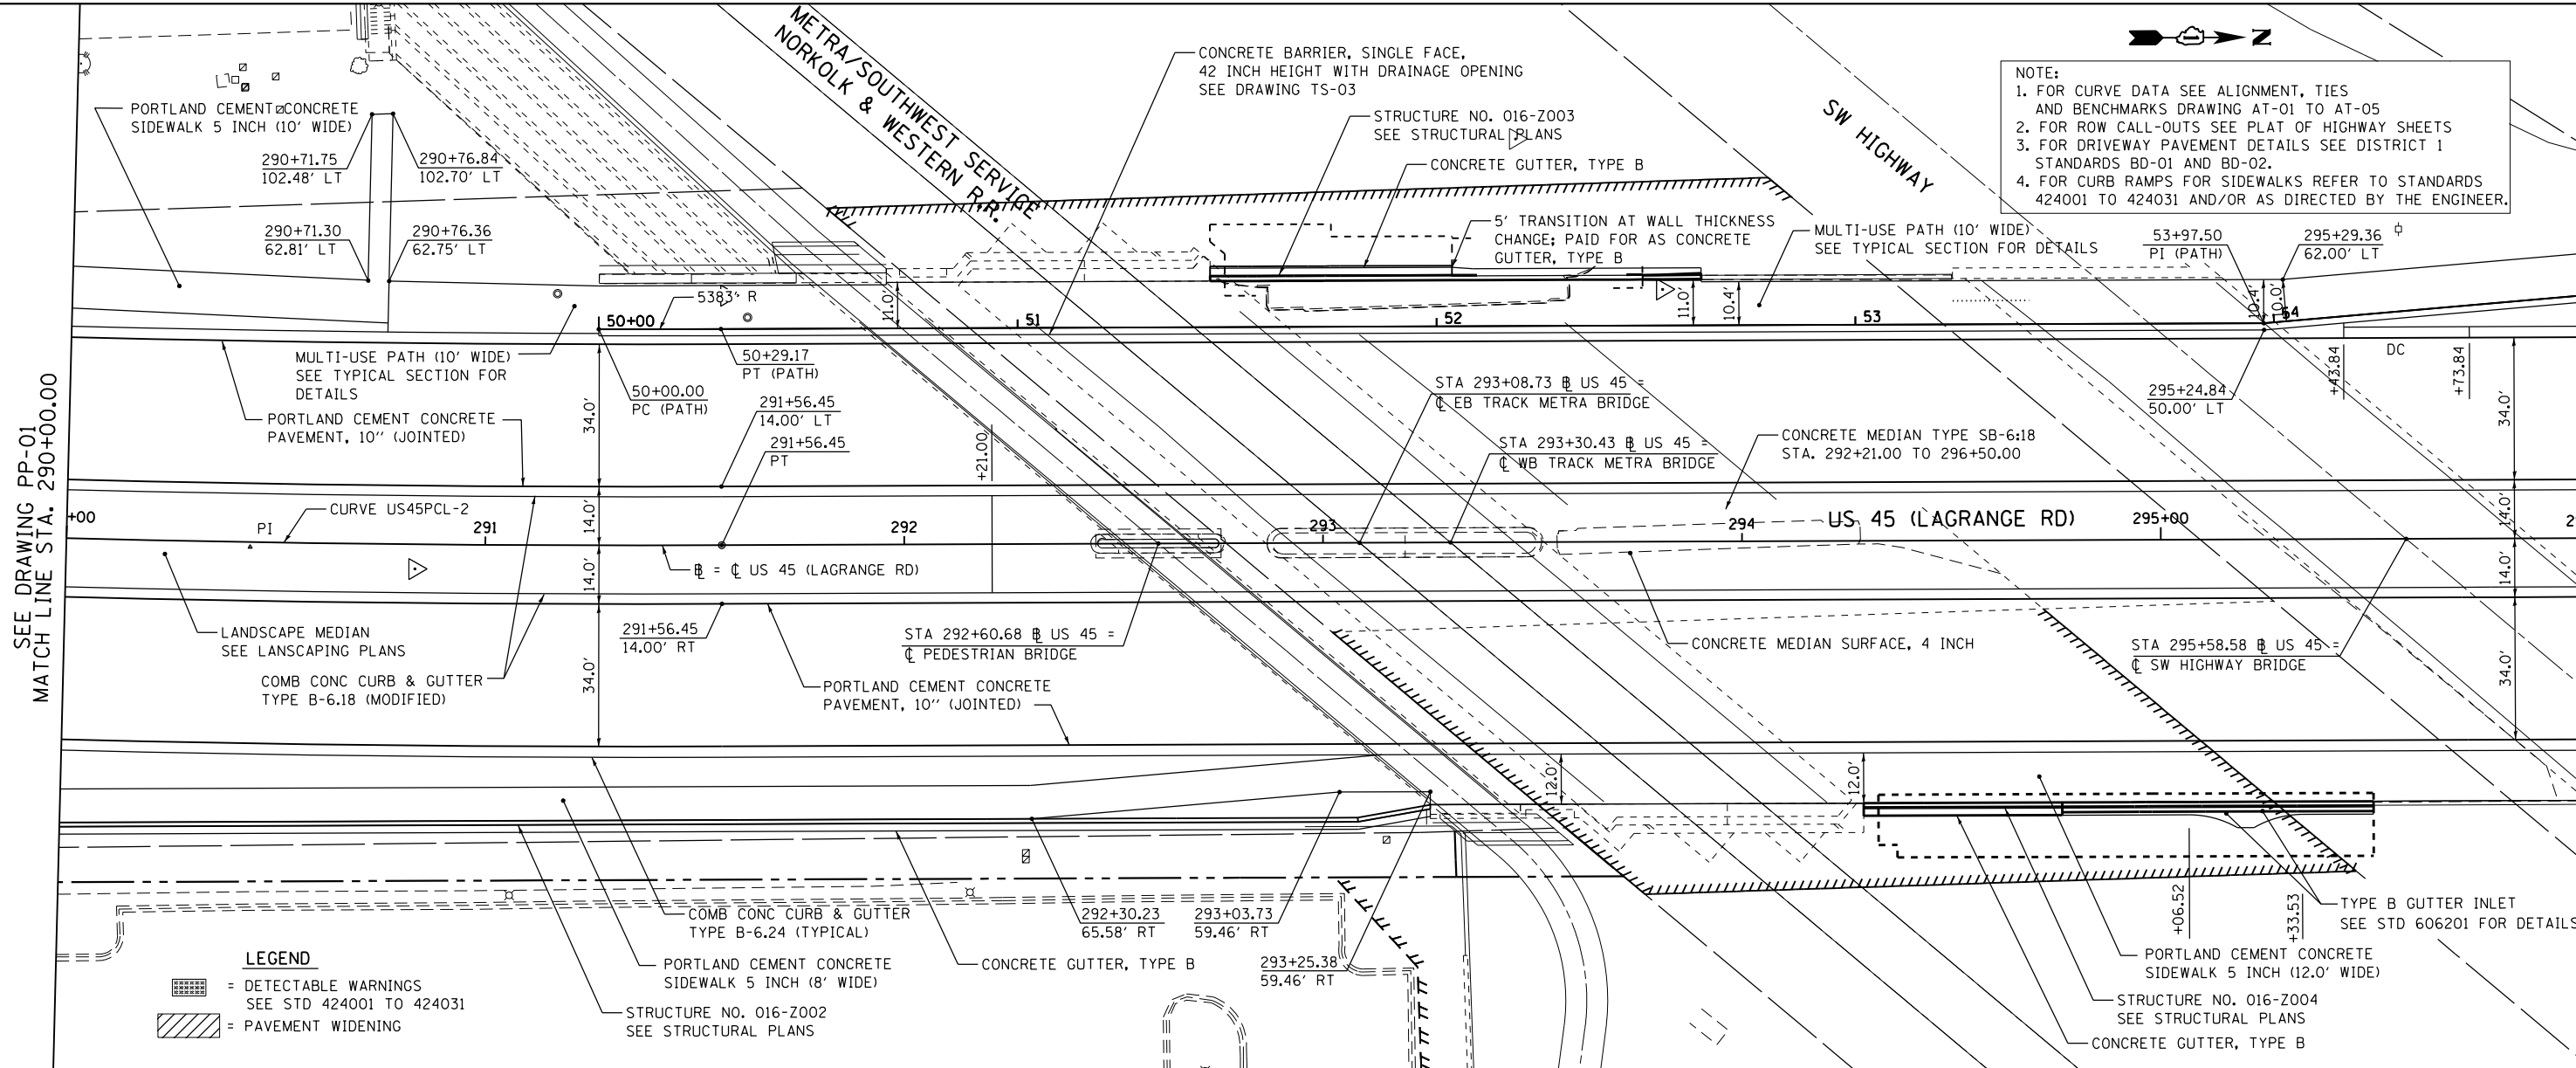 SEE DRAWING PP-01
MATCH LINE STA. 290+00.00
METRA/SOUTHWEST SERVICE
NORKOLK & WESTERN R.R.
CONCRETE BARRIER, SINGLE FACE,
42 INCH HEIGHT WITH DRAINAGE OPENING
SEE DRAWING TS-03
STRUCTURE NO. 016-Z003
SEE STRUCTURAL PLANS
CONCRETE GUTTER, TYPE B
SW HIGHWAY
N
NOTE:
1. FOR CURVE DATA SEE ALIGNMENT, TIES
AND BENCHMARKS DRAWING AT-01 TO AT-05
2. FOR ROW CALL-OUTS SEE PLAT OF HIGHWAY SHEETS
3. FOR DRIVEWAY PAVEMENT DETAILS SEE DISTRICT 1
STANDARDS BD-01 AND BD-02.
4. FOR CURB RAMPS FOR SIDEWALKS REFER TO STANDARDS
424001 TO 424031 AND/OR AS DIRECTED BY THE ENGINEER.
PORTLAND CEMENT CONCRETE
SIDEWALK 5 INCH (10' WIDE)
290+71.75
102.48' LT
290+76.84
102.70' LT
290+71.30
62.81' LT
290+76.36
62.75' LT
5' TRANSITION AT WALL THICKNESS
CHANGE; PAID FOR AS CONCRETE
GUTTER, TYPE B
MULTI-USE PATH (10' WIDE)
SEE TYPICAL SECTION FOR DETAILS
53+97.50
PI (PATH)
295+29.36
62.00' LT
5383' R
11.0'
11.0'
10.4'
10.4'
10.0'
50+00
51
52
53
54
MULTI-USE PATH (10' WIDE)
SEE TYPICAL SECTION FOR
DETAILS
50+29.17
PT (PATH)
50+00.00
PC (PATH)
PORTLAND CEMENT CONCRETE
PAVEMENT, 10'' (JOINTED)
34.0'
291+56.45
14.00' LT
291+56.45
PT
+21.00
STA 293+08.73 ℄ US 45 =
℄ EB TRACK METRA BRIDGE
STA 293+30.43 ℄ US 45 =
℄ WB TRACK METRA BRIDGE
CONCRETE MEDIAN TYPE SB-6:18
STA. 292+21.00 TO 296+50.00
295+24.84
50.00' LT
+43.84
DC
+73.84
34.0'
+00
PI
CURVE US45PCL-2
291
14.0'
292
293
294
US 45 (LAGRANGE RD)
295+00
14.0'
2
14.0'
℄ = ℄ US 45 (LAGRANGE RD)
14.0'
LANDSCAPE MEDIAN
SEE LANSCAPING PLANS
COMB CONC CURB & GUTTER
TYPE B-6.18 (MODIFIED)
34.0'
291+56.45
14.00' RT
STA 292+60.68 ℄ US 45 =
℄ PEDESTRIAN BRIDGE
PORTLAND CEMENT CONCRETE
PAVEMENT, 10'' (JOINTED)
CONCRETE MEDIAN SURFACE, 4 INCH
STA 295+58.58 ℄ US 45 =
℄ SW HIGHWAY BRIDGE
34.0'
12.0'
12.0'
COMB CONC CURB & GUTTER
TYPE B-6.24 (TYPICAL)
292+30.23
65.58' RT
293+03.73
59.46' RT
+06.52
+33.53
TYPE B GUTTER INLET
SEE STD 606201 FOR DETAILS
LEGEND
= DETECTABLE WARNINGS
SEE STD 424001 TO 424031
= PAVEMENT WIDENING
PORTLAND CEMENT CONCRETE
SIDEWALK 5 INCH (8' WIDE)
CONCRETE GUTTER, TYPE B
293+25.38
59.46' RT
STRUCTURE NO. 016-Z002
SEE STRUCTURAL PLANS
PORTLAND CEMENT CONCRETE
SIDEWALK 5 INCH (12.0' WIDE)
STRUCTURE NO. 016-Z004
SEE STRUCTURAL PLANS
CONCRETE GUTTER, TYPE B